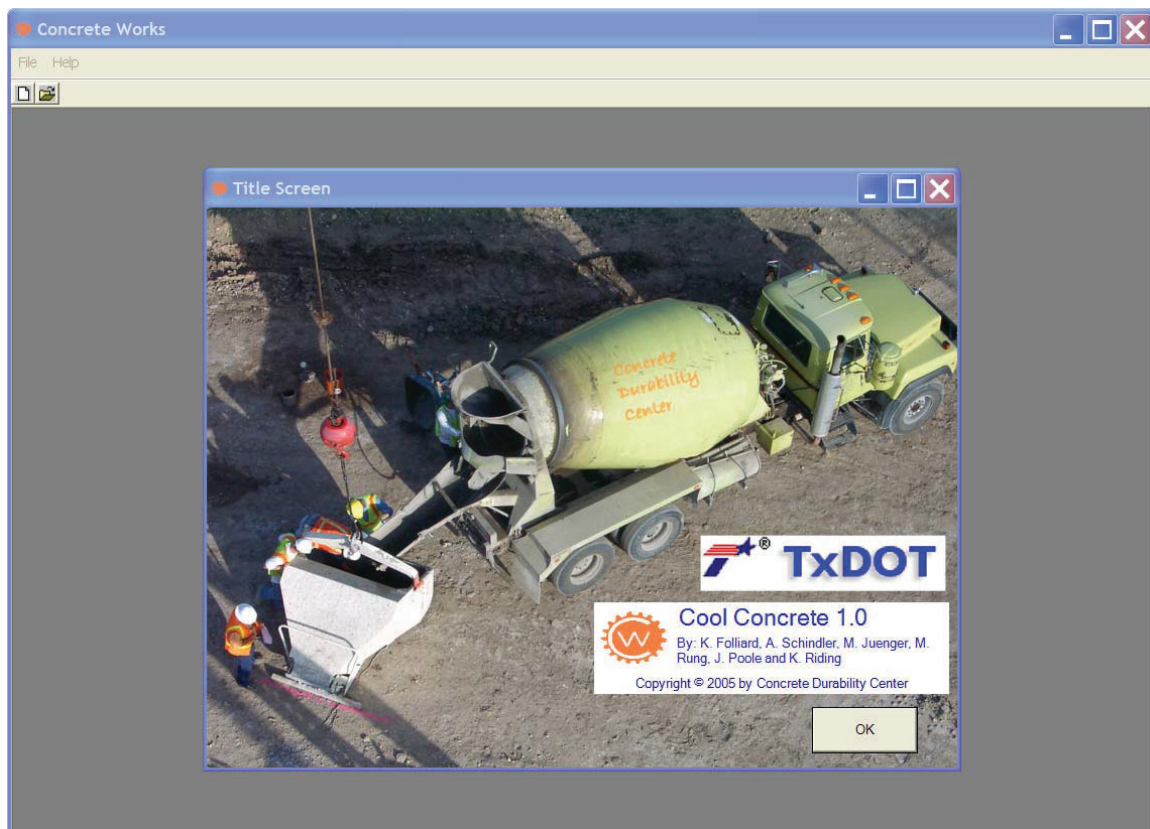 Concrete Works
File Help
Title Screen
Concrete
Durability
Center
® TxDOT
Cool Concrete 1.0
By: K. Folliard, A. Schindler, M. Juenger, M.
Rung, J. Poole and K. Riding
Copyright © 2005 by Concrete Durability Center
OK